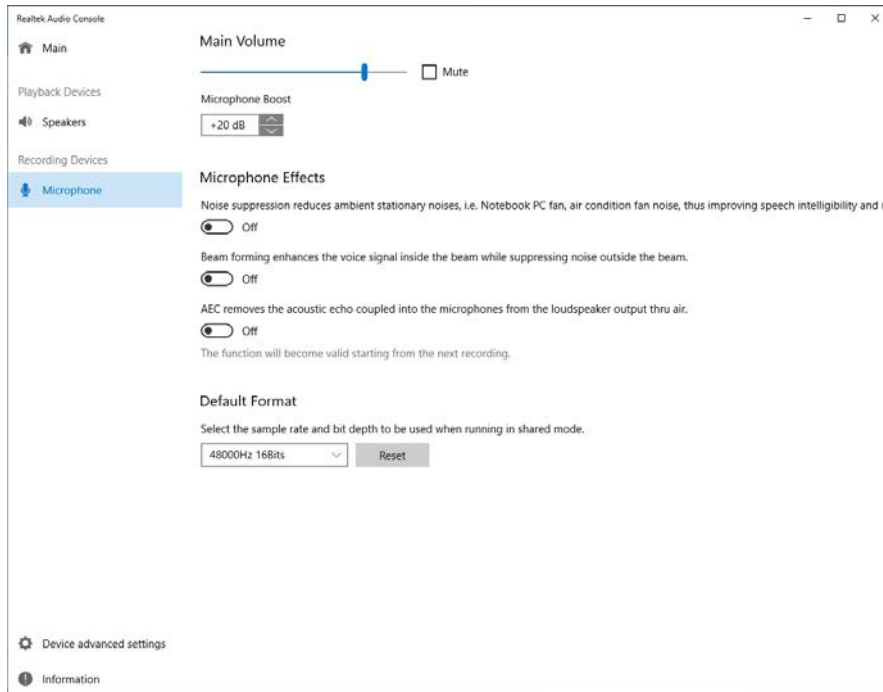 Realtek Audio Console
Main
Playback Devices
Speakers
Recording Devices
Microphone
Device advanced settings
Information
Main Volume
Mute
Microphone Boost
+20 dB
Microphone Effects
Noise suppression reduces ambient stationary noises, i.e. Notebook PC fan, air condition fan noise, thus improving speech intelligibility and
Off
Beam forming enhances the voice signal inside the beam while suppressing noise outside the beam.
Off
AEC removes the acoustic echo coupled into the microphones from the loudspeaker output thru air.
Off
The function will become valid starting from the next recording.
Default Format
Select the sample rate and bit depth to be used when running in shared mode.
48000Hz 16Bits
Reset